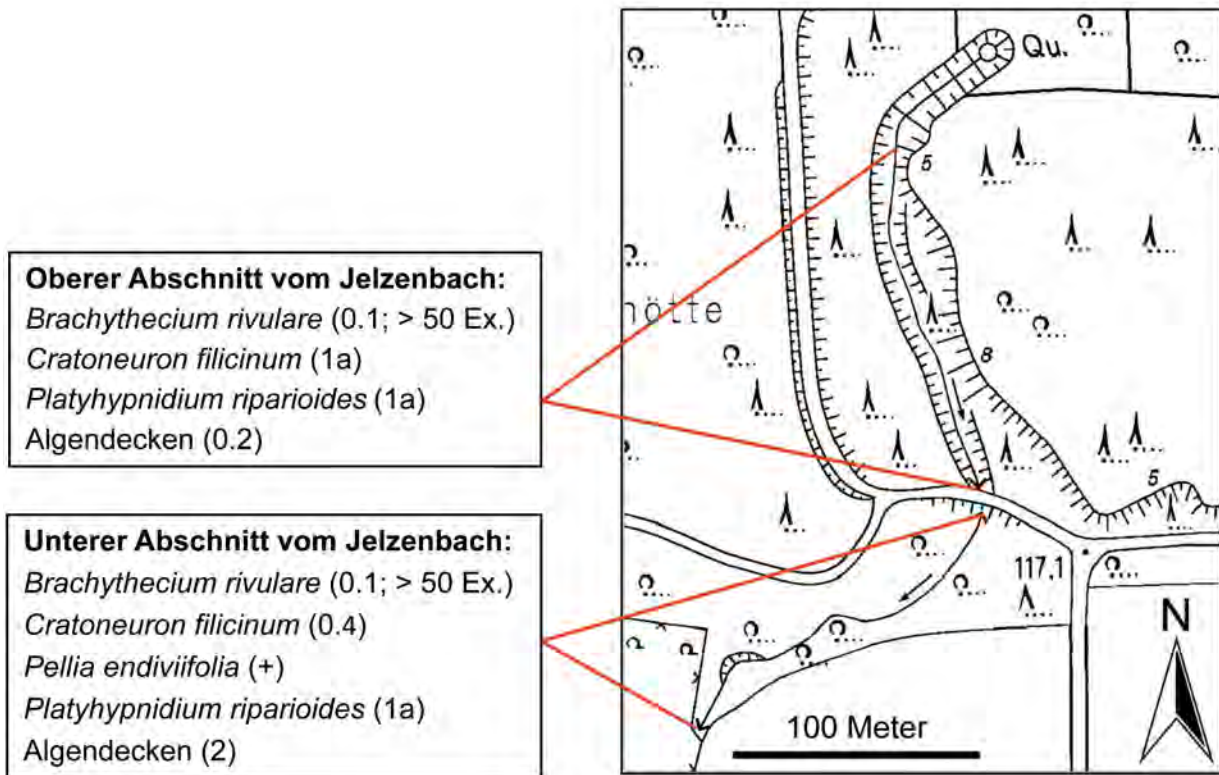 Oberer Abschnitt vom Jelzenbach:
Brachythecium rivulare (0.1; > 50 Ex.)
Cratoneuron filicinum (1a)
Platyhypnidium riparioides (1a)
Algendecken (0.2)
Unterer Abschnitt vom Jelzenbach:
Brachythecium rivulare (0.1; > 50 Ex.)
Cratoneuron filicinum (0.4)
Pellia endiviifolia (+)
Platyhypnidium riparioides (1a)
Algendecken (2)
Qu.
5
hötte
8
5
117,1
N
100 Meter